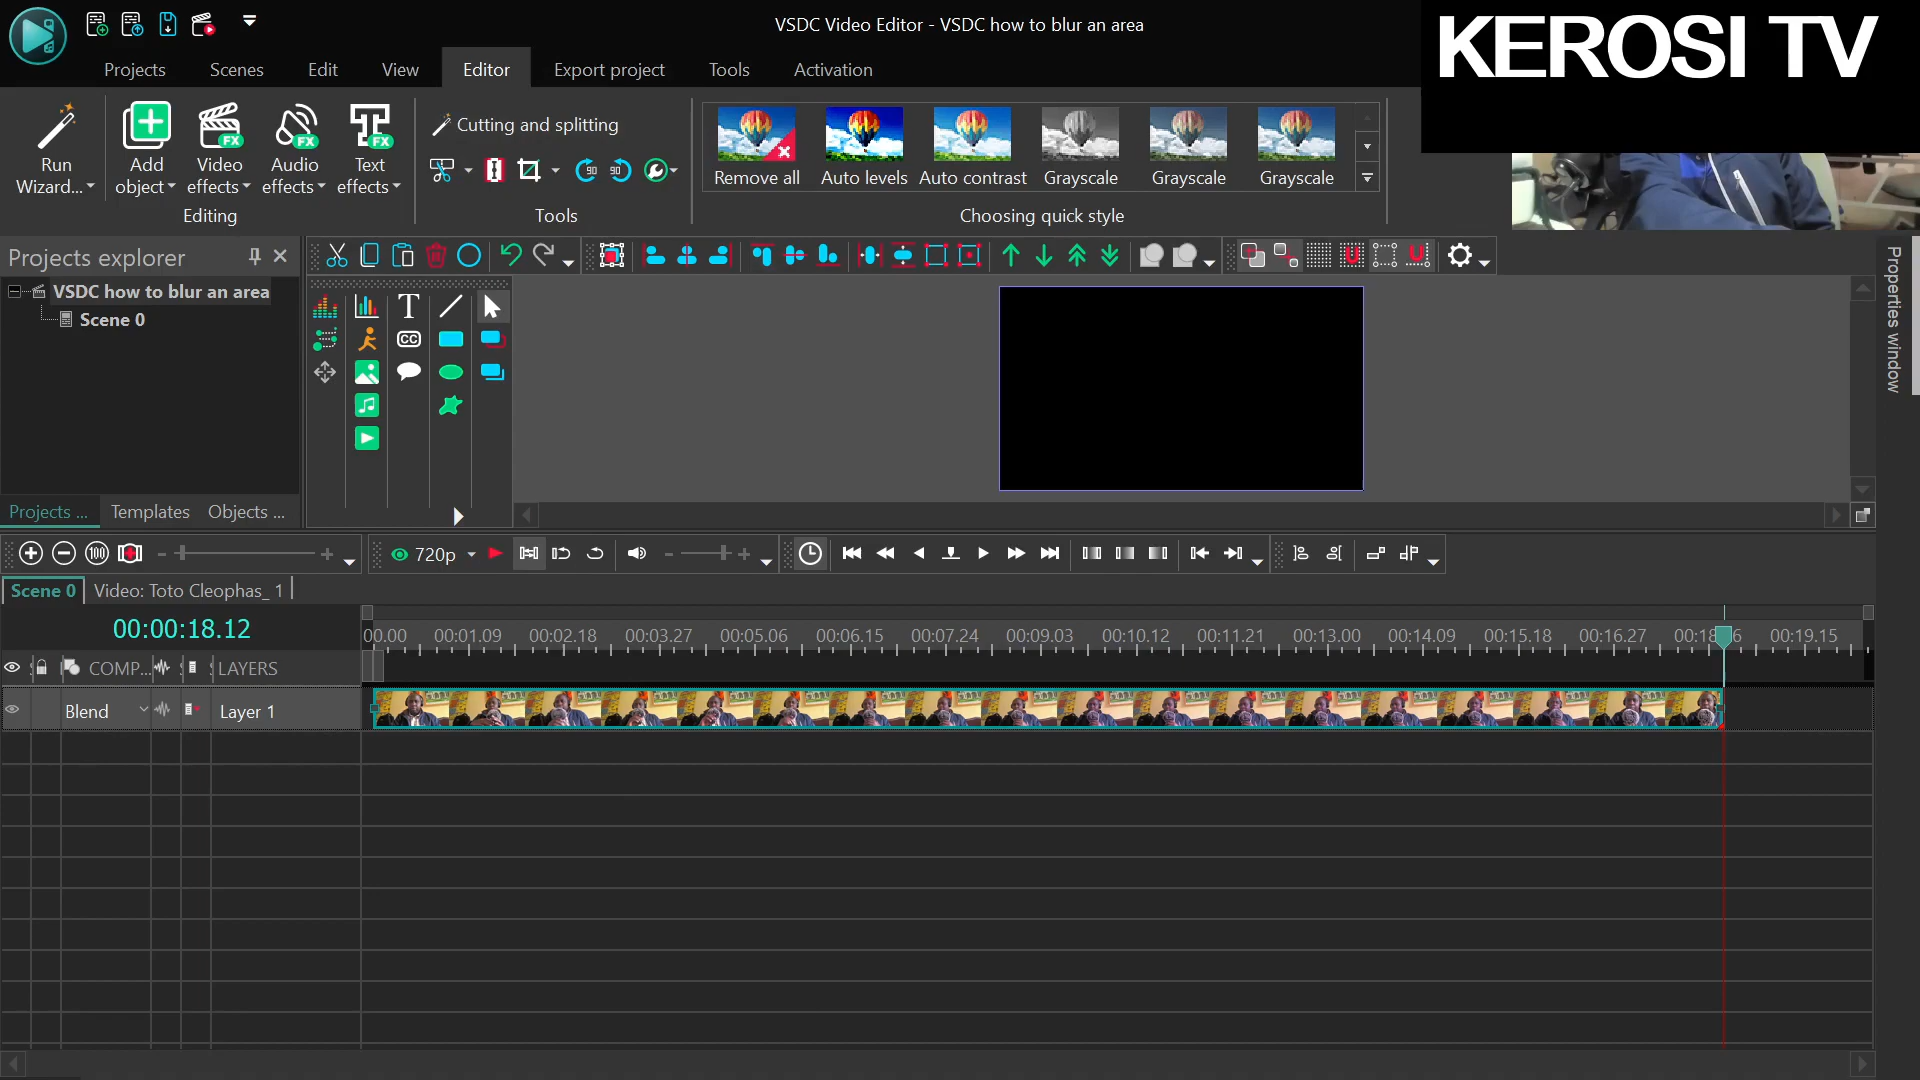 VSDC Video Editor - VSDC how to blur an area
KEROSI TV
Projects
Scenes
Edit
View
Editor
Export project
Tools
Activation
Run
Wizard...
Add
object
Video
effects
Audio
effects
Text
effects
Editing
Cutting and splitting
Tools
Remove all
Auto levels
Auto contrast
Grayscale
Grayscale
Grayscale
Choosing quick style
Projects explorer
VSDC how to blur an area
Scene 0
Projects ...
Templates
Objects ...
Properties window
720p
Scene 0
Video: Toto Cleophas_ 1
00:00:18.12
00.00
00:01.09
00:02.18
00:03.27
00:05.06
00:06.15
00:07.24
00:09.03
00:10.12
00:11.21
00:13.00
00:14.09
00:15.18
00:16.27
00:19.15
COMP...
LAYERS
Blend
Layer 1